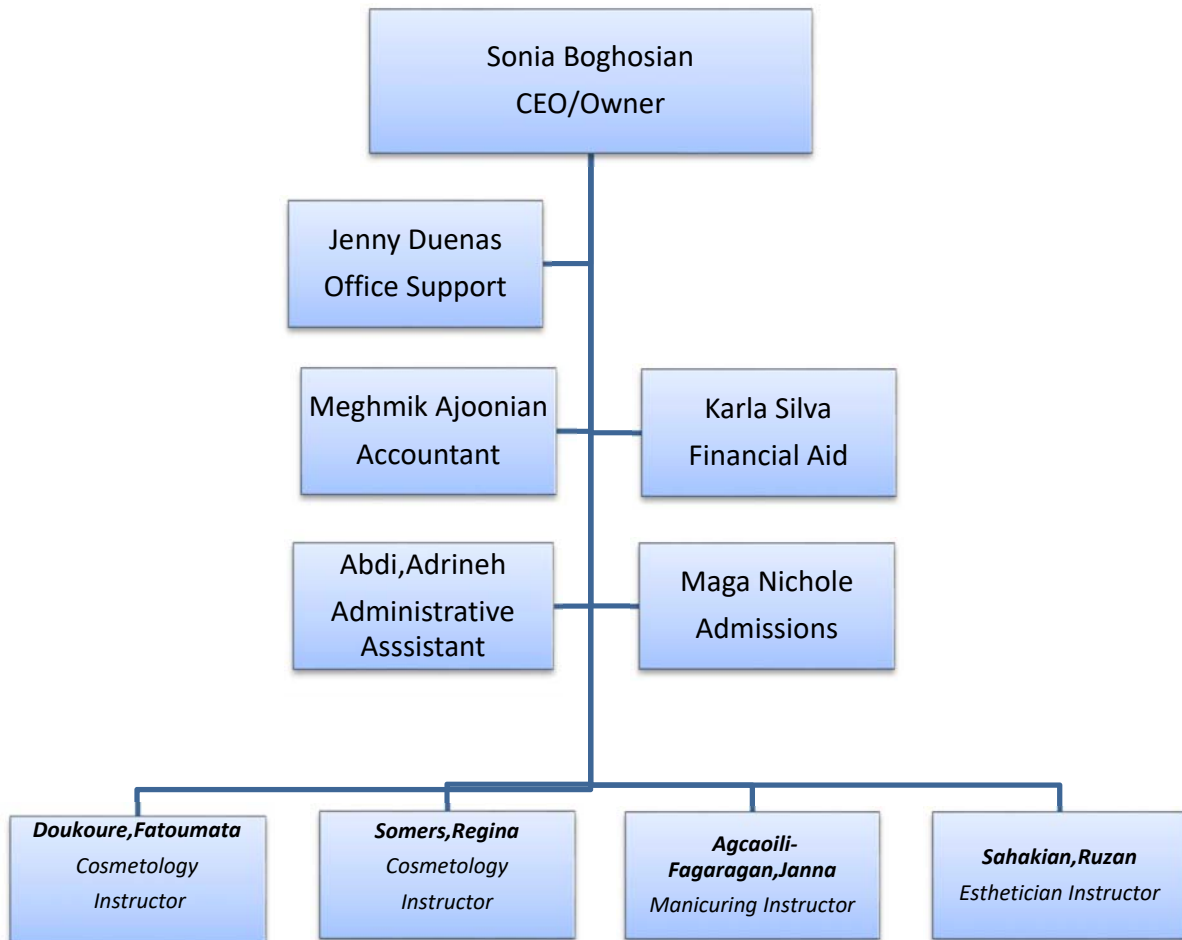 Sonia Boghosian
CEO/Owner
Jenny Duenas
Office Support
Meghmik Ajoonian
Accountant
Karla Silva
Financial Aid
Abdi,Adrineh
Administrative
Asssistant
Maga Nichole
Admissions
Doukoure,Fatoumata
Cosmetology
Instructor
Somers,Regina
Cosmetology
Instructor
Agcaoili-
Fagaragan,Janna
Manicuring Instructor
Sahakian,Ruzan
Esthetician Instructor